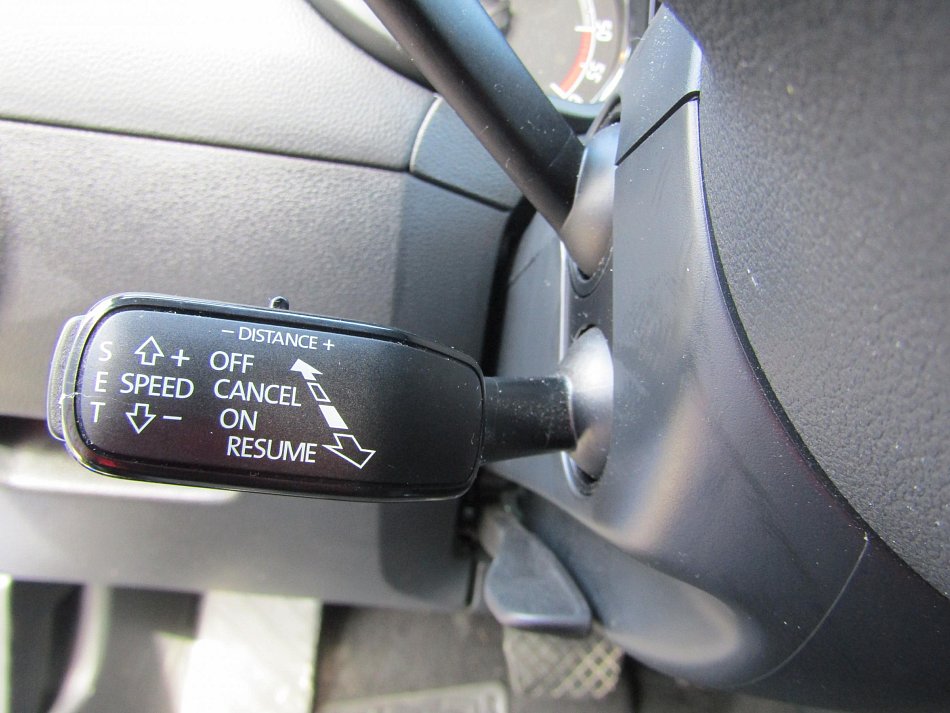 – DISTANCE +
S + OFF
E SPEED CANCEL
T – ON
RESUME